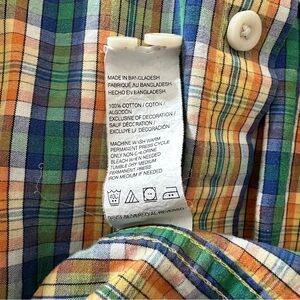 MADE IN BANGLADESH
FABRIQUÉ AU BANGLADESH
HECHO EN BANGLADESH
100% COTTON / COTON /
ALGODÓN
EXCLUSIVE OF DECORATION /
SAUF DÉCORATION /
EXCLUYE LA DECORACIÓN
MACHINE WASH WARM
PERMANENT PRESS CYCLE
ONLY NON-CHLORINE
BLEACH WHEN NEEDED
TUMBLE DRY MEDIUM
PERMANENT PRESS
IRON MEDIUM IF NEEDED